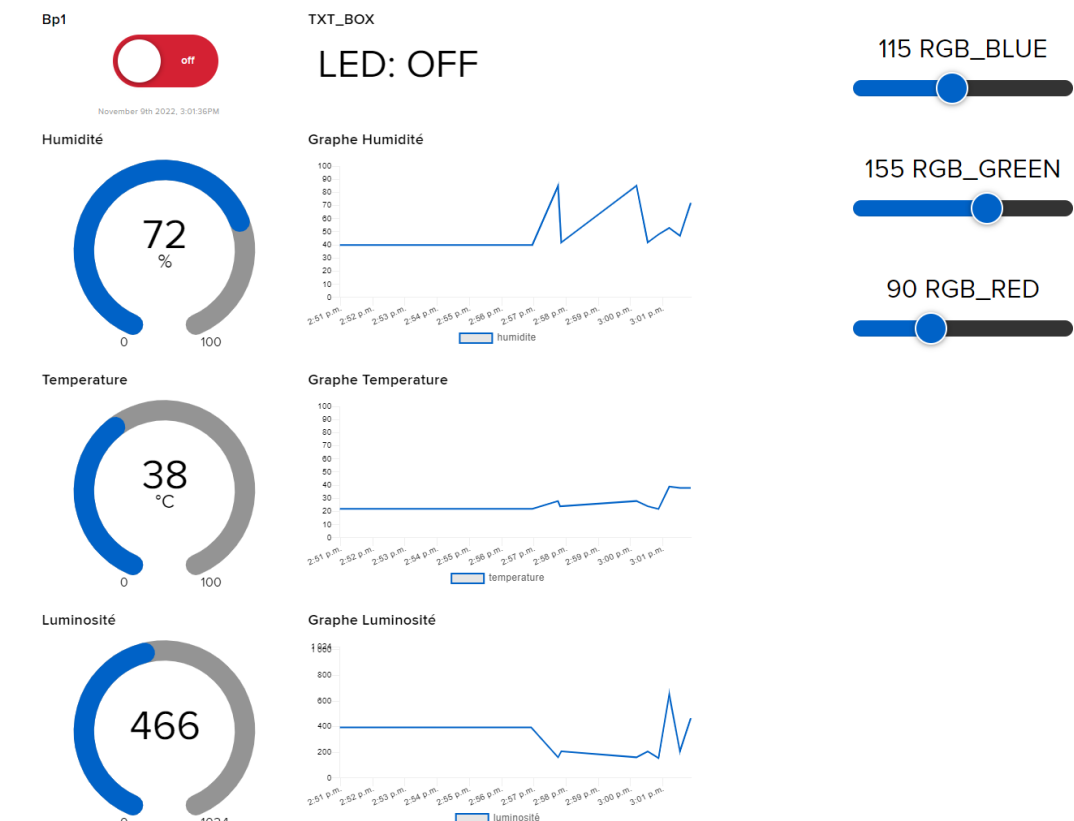 Bp1
off
November 9th 2022, 3:01:36PM
TXT_BOX
LED: OFF
115 RGB_BLUE
155 RGB_GREEN
90 RGB_RED
Humidité
72
%
0
100
Graphe Humidité
100
90
80
70
60
50
40
30
20
10
0
2:51 p.m.
2:52 p.m.
2:53 p.m.
2:54 p.m.
2:55 p.m.
2:56 p.m.
2:57 p.m.
2:58 p.m.
2:59 p.m.
3:00 p.m.
3:01 p.m.
humidite
Temperature
38
°C
0
100
Graphe Temperature
100
90
80
70
60
50
40
30
20
10
0
2:51 p.m.
2:52 p.m.
2:53 p.m.
2:54 p.m.
2:55 p.m.
2:56 p.m.
2:57 p.m.
2:58 p.m.
2:59 p.m.
3:00 p.m.
3:01 p.m.
temperature
Luminosité
466
0
1024
Graphe Luminosité
1 024
800
600
400
200
0
2:51 p.m.
2:52 p.m.
2:53 p.m.
2:54 p.m.
2:55 p.m.
2:56 p.m.
2:57 p.m.
2:58 p.m.
2:59 p.m.
3:00 p.m.
3:01 p.m.
luminosité